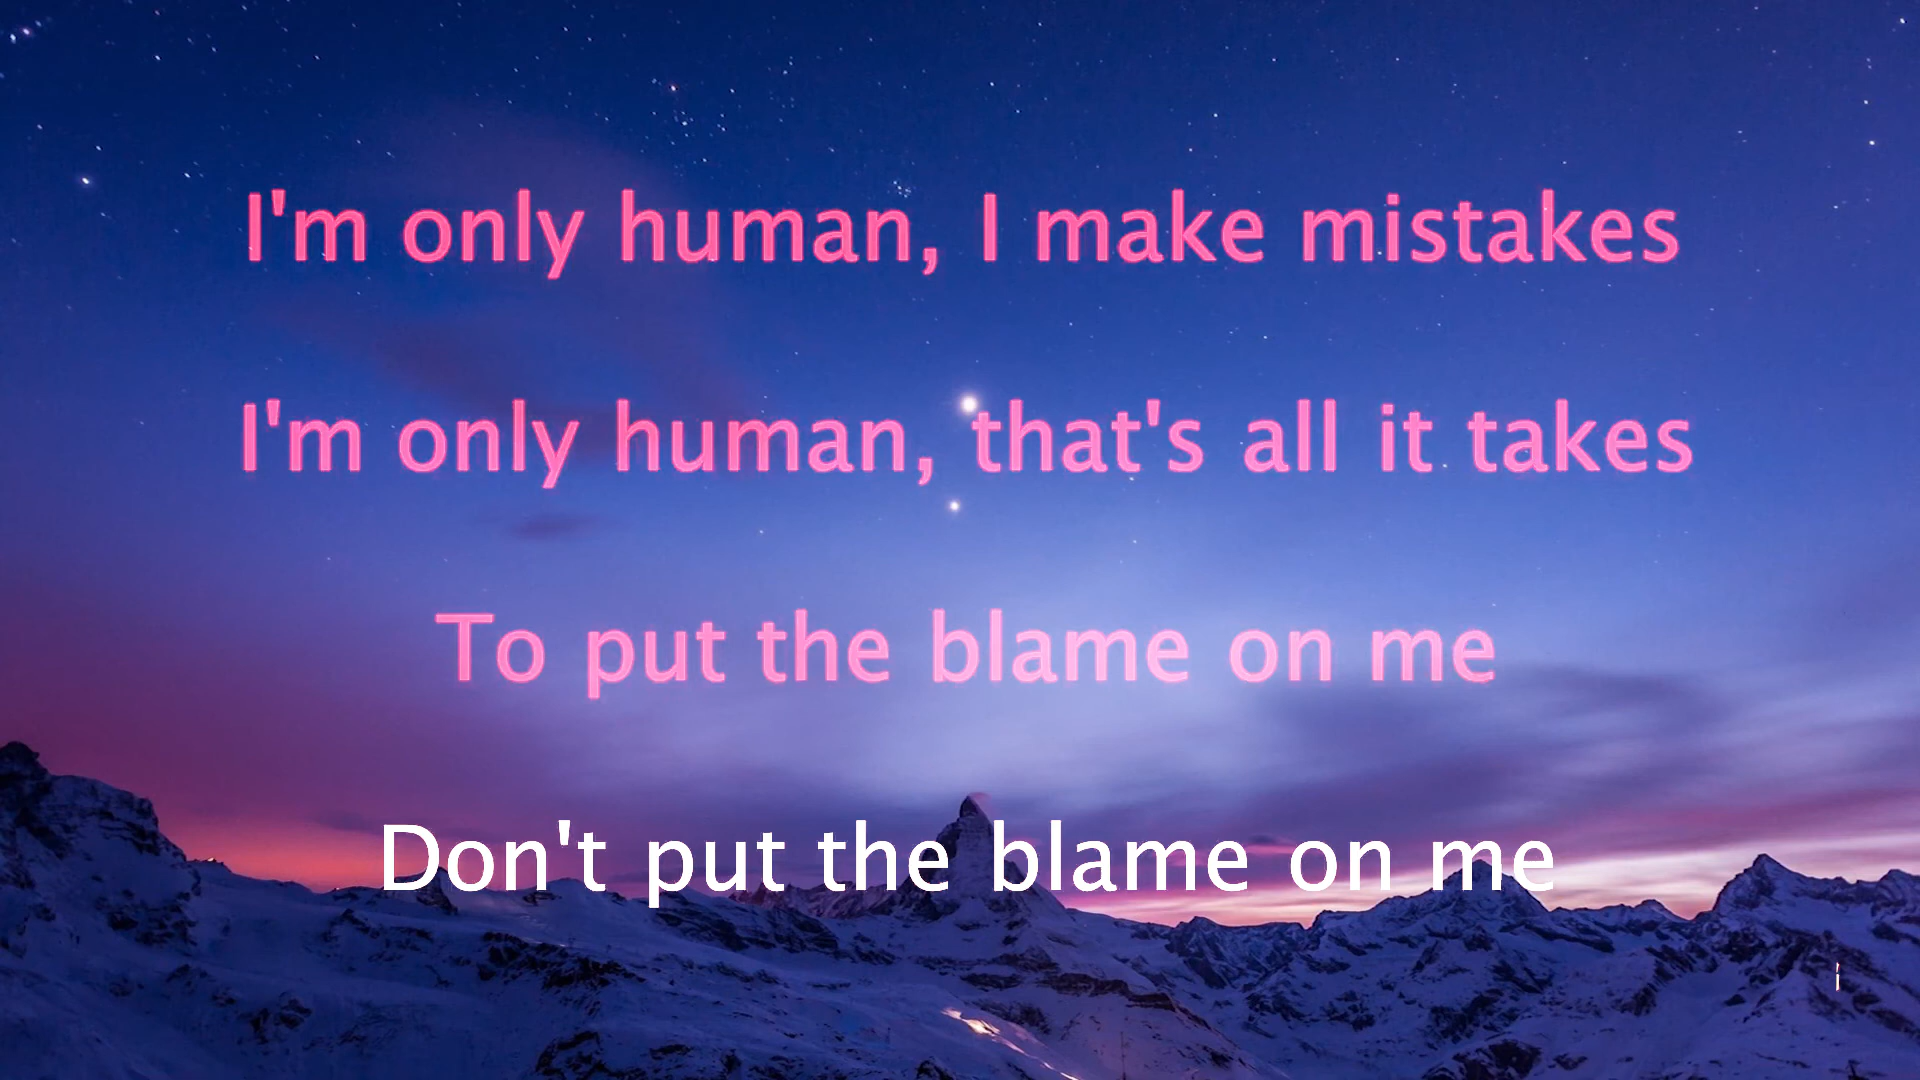 I'm only human, I make mistakes
I'm only human, that's all it takes
To put the blame on me
Don't put the blame on me